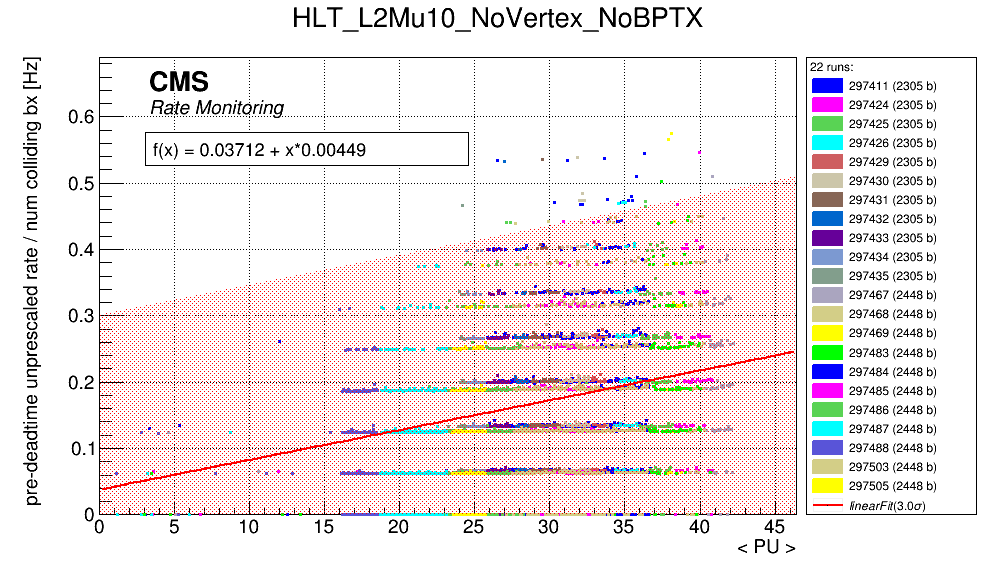 HLT_L2Mu10_NoVertex_NoBPTX
pre-deadtime unprescaled rate / num colliding bx [Hz]
CMS
Rate Monitoring
f(x) = 0.03712 + x*0.00449
0.6
0.5
0.4
0.3
0.2
0.1
0
0 5 10 15 20 25 30 35 40 45
< PU >
22 runs:
297411 (2305 b)
297424 (2305 b)
297425 (2305 b)
297426 (2305 b)
297429 (2305 b)
297430 (2305 b)
297431 (2305 b)
297432 (2305 b)
297433 (2305 b)
297434 (2305 b)
297435 (2305 b)
297467 (2448 b)
297468 (2448 b)
297469 (2448 b)
297483 (2448 b)
297484 (2448 b)
297485 (2448 b)
297486 (2448 b)
297487 (2448 b)
297488 (2448 b)
297503 (2448 b)
297505 (2448 b)
linearFit(3.0σ)